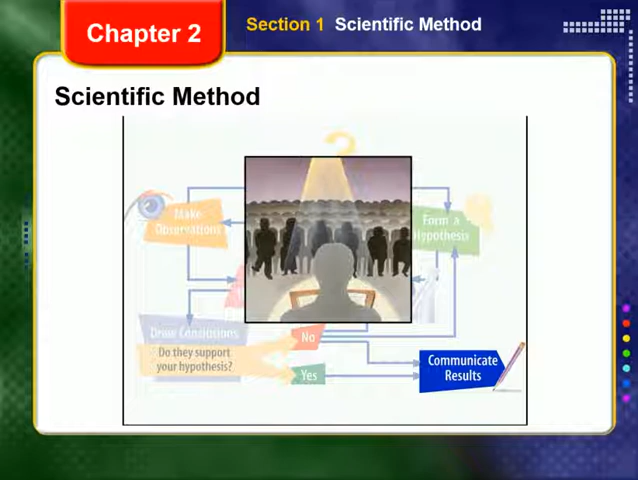 Chapter 2
Section 1 Scientific Method
Scientific Method
?
Make
Observations
Form a
Hypothesis
Draw Conclusions
Do they support
your hypothesis?
No
Yes
Communicate
Results